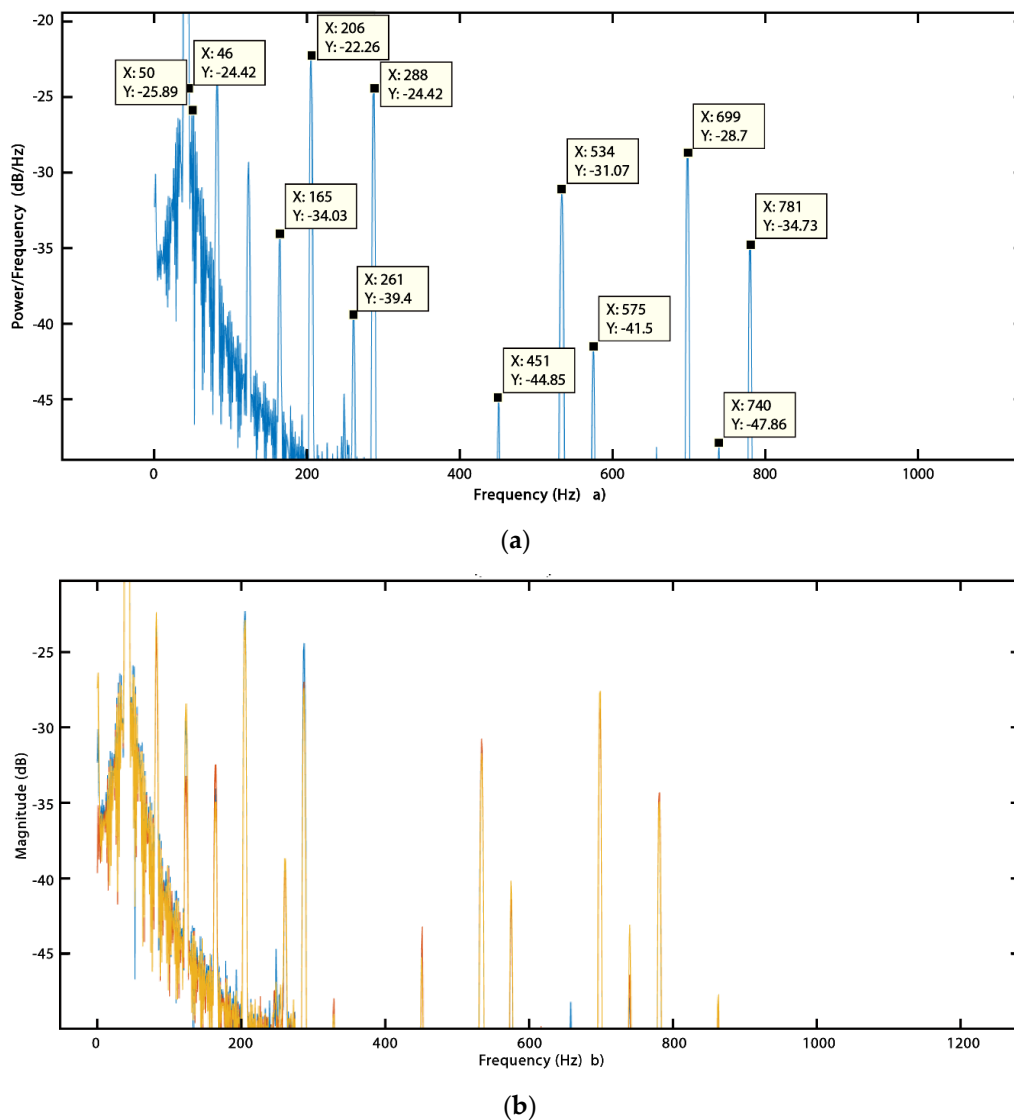 -20
-25
-30
-35
-40
-45
Power/Frequency (dB/Hz)
X: 50
Y: -25.89
X: 46
Y: -24.42
X: 206
Y: -22.26
X: 288
Y: -24.42
X: 165
Y: -34.03
X: 261
Y: -39.4
X: 451
Y: -44.85
X: 534
Y: -31.07
X: 575
Y: -41.5
X: 699
Y: -28.7
X: 781
Y: -34.73
X: 740
Y: -47.86
0 200 400 600 800 1000
Frequency (Hz) a)
(a)
-25
-30
-35
-40
-45
Magnitude (dB)
0 200 400 600 800 1000 1200
Frequency (Hz) b)
(b)